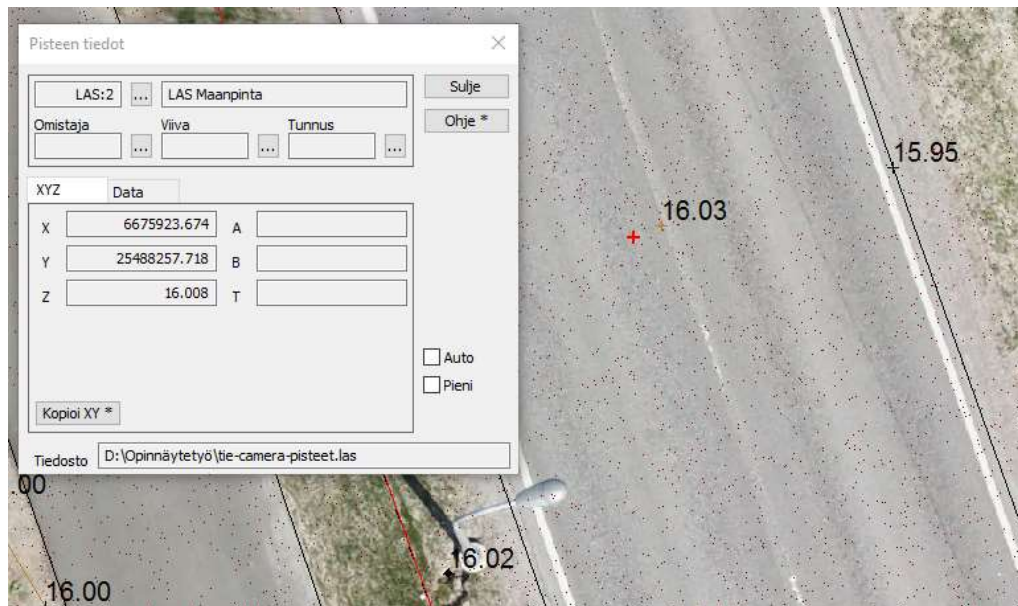 Pisteen tiedot
LAS:2 ... LAS Maanpinta
Sulje
Omistaja Viiva Tunnus
Ohje *
... ... ...
XYZ Data
X 6675923.674 A
Y 25488257.718 B
Z 16.008 T
Auto
Pieni
Kopioi XY *
Tiedosto D:\Opinnäytetyö\tie-camera-pisteet.las
15.95
16.03
.00
16.02
16.00